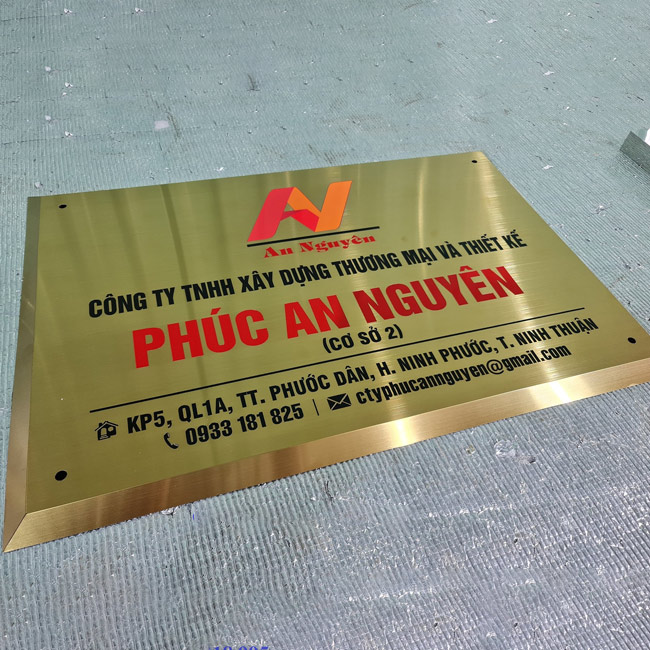 An Nguyên
CÔNG TY TNHH XÂY DỰNG THƯƠNG MẠI VÀ THIẾT KẾ
PHÚC AN NGUYÊN
(CƠ SỞ 2)
KP5, QL1A, TT. PHƯỚC DÂN, H. NINH PHƯỚC, T. NINH THUẬN
0933 181 825 | ctyphucannguyen@gmail.com